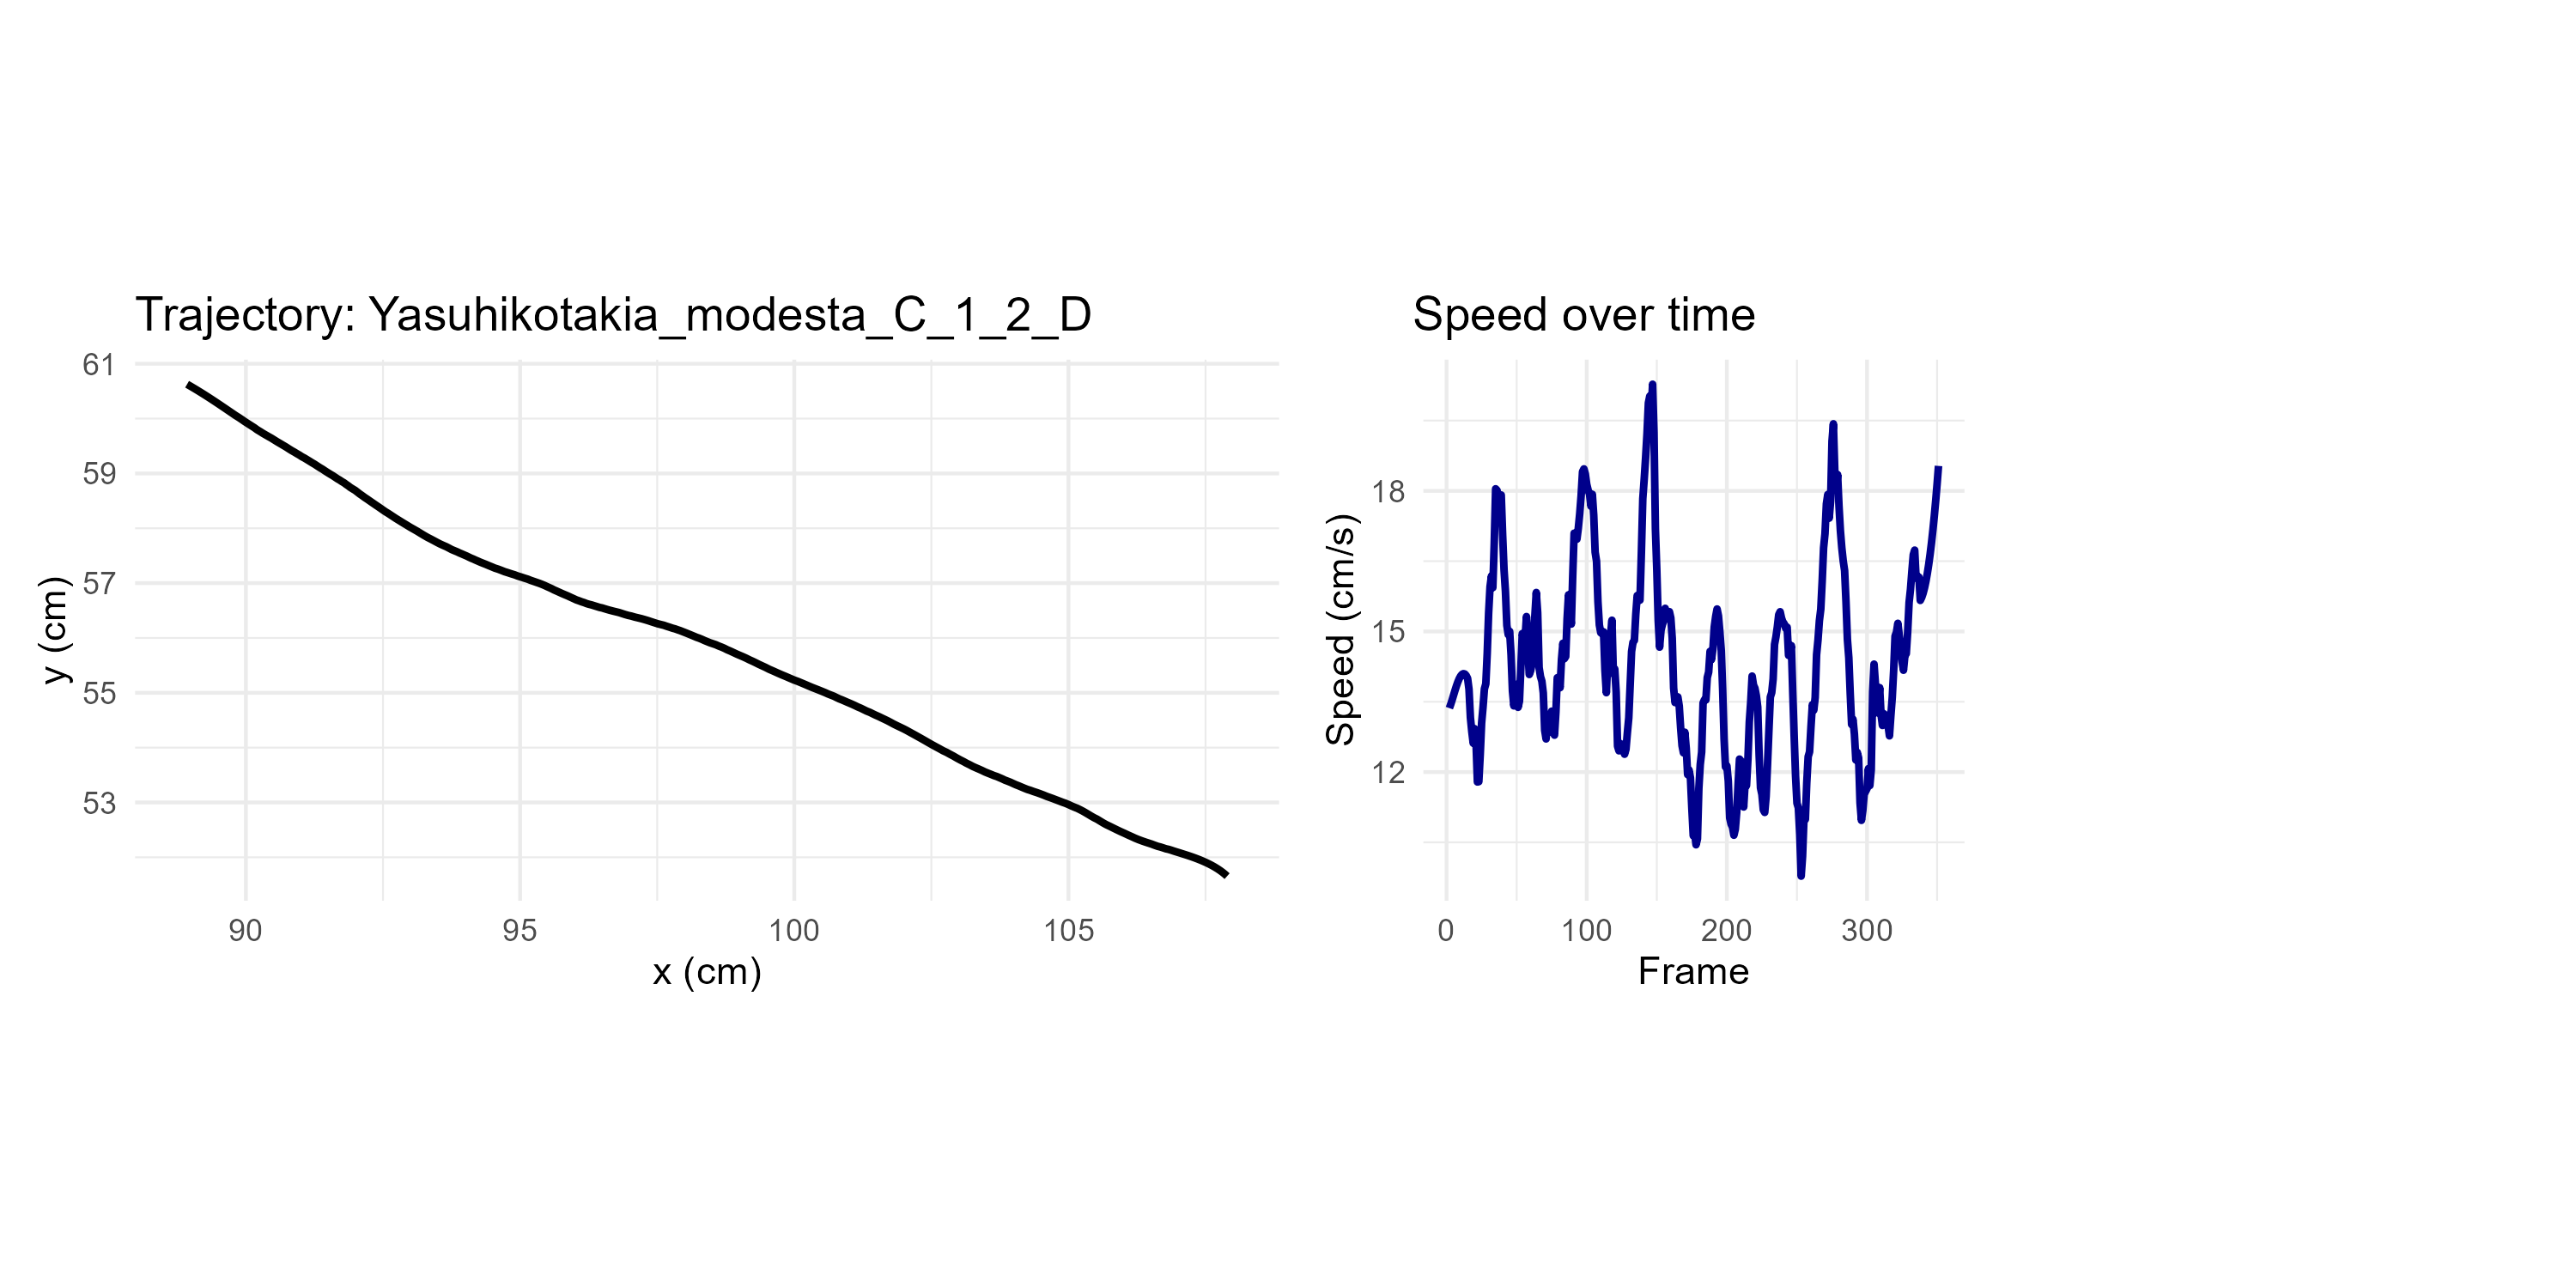 Trajectory: Yasuhikotakia_modesta_C_1_2_D
61
59
57
55
53
y (cm)
90 95 100 105
x (cm)
Speed over time
18
15
12
Speed (cm/s)
0 100 200 300
Frame